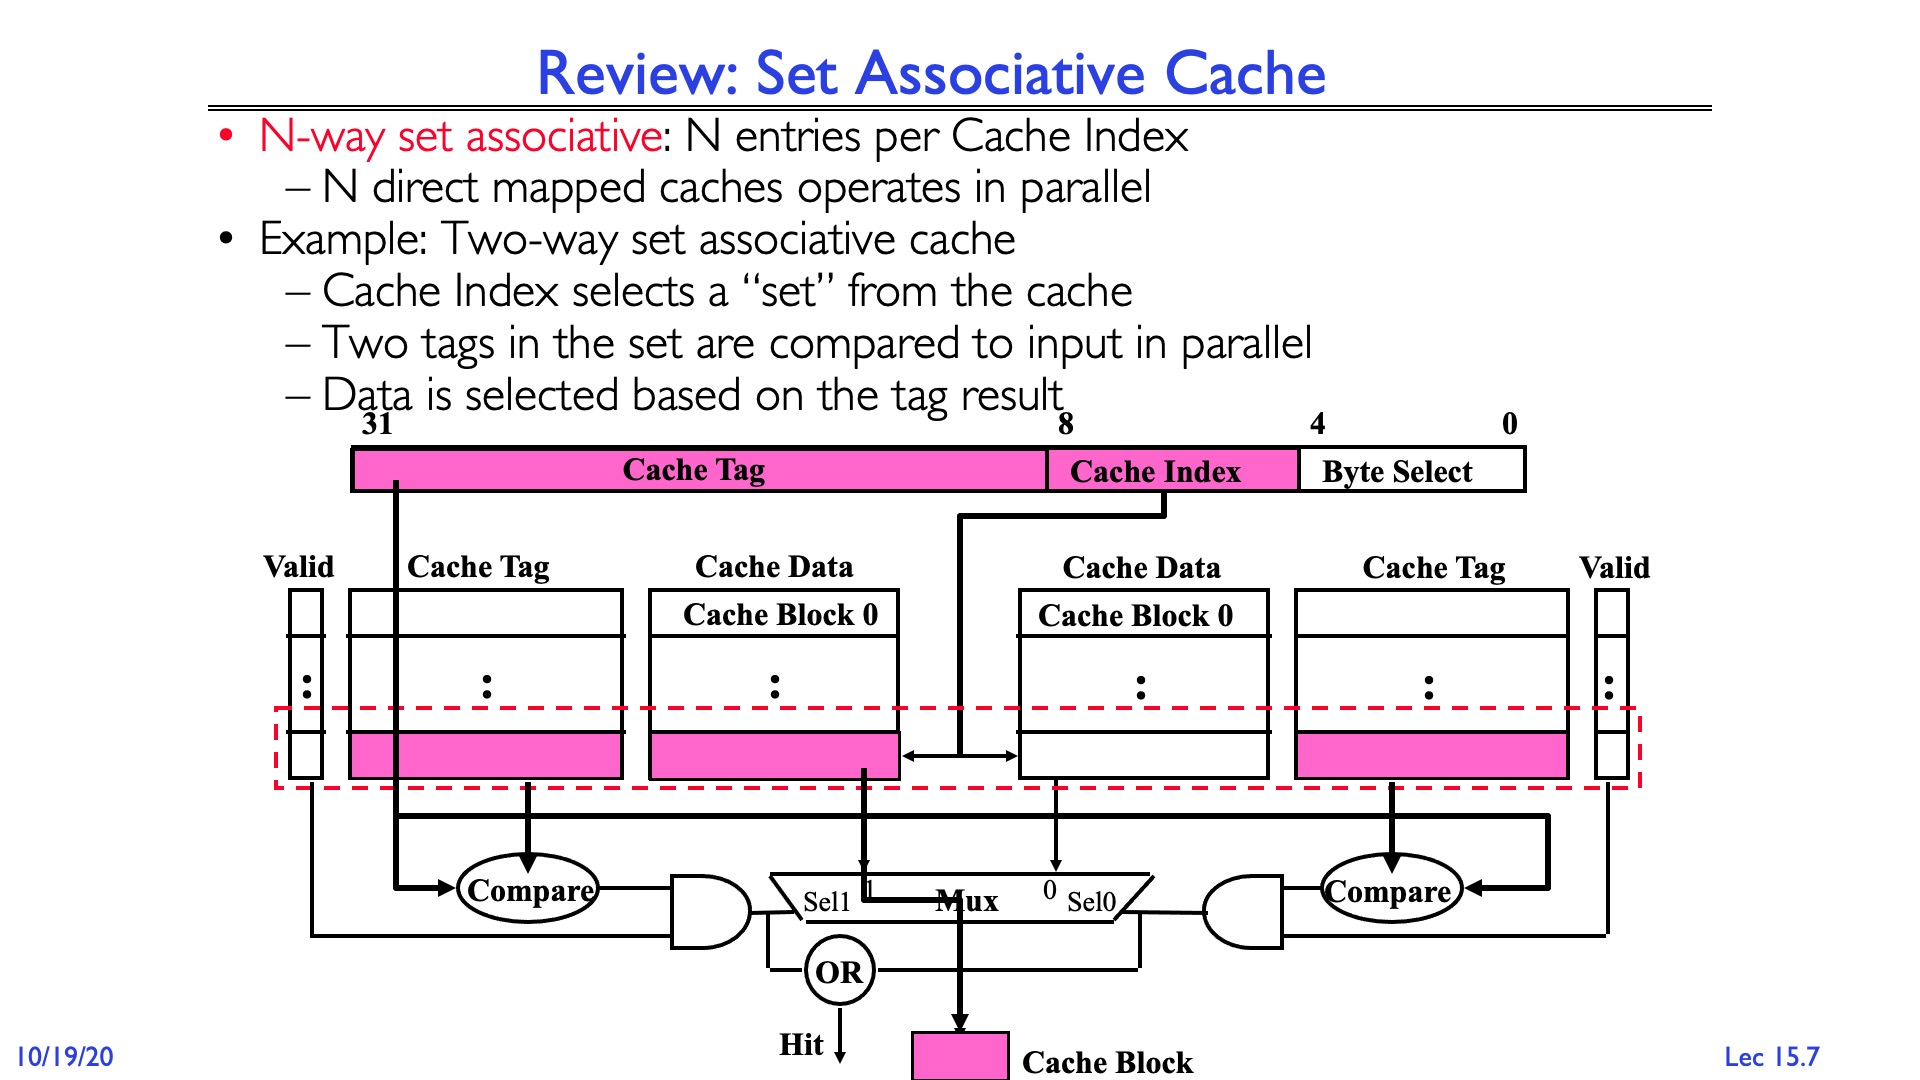 Review: Set Associative Cache
• N-way set associative: N entries per Cache Index
– N direct mapped caches operates in parallel
• Example: Two-way set associative cache
– Cache Index selects a “set” from the cache
– Two tags in the set are compared to input in parallel
– Data is selected based on the tag result
31 8 4 0
Cache Tag Cache Index Byte Select
Valid Cache Tag Cache Data Cache Data Cache Tag Valid
Cache Block 0 Cache Block 0
: : : : : :
Compare Sel1 1 Mux 0 Sel0 Compare
OR
Hit
Cache Block
10/19/20 Lec 15.7